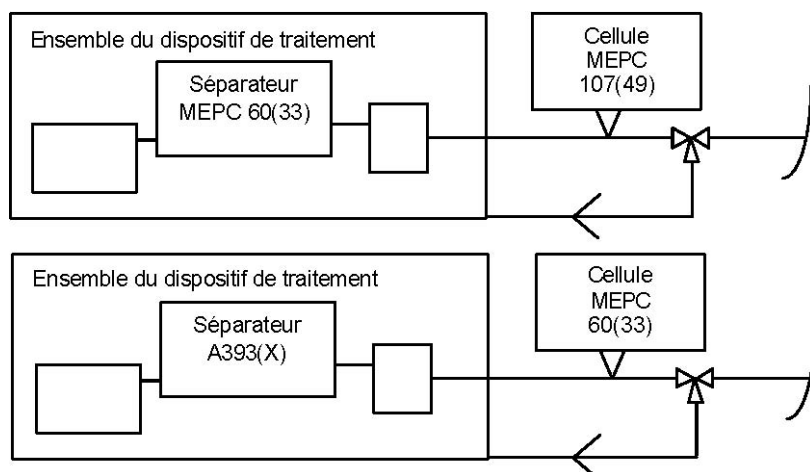 Ensemble du dispositif de traitement
Séparateur
MEPC 60(33)
Cellule
MEPC
107(49)
Ensemble du dispositif de traitement
Séparateur
A393(X)
Cellule
MEPC
60(33)